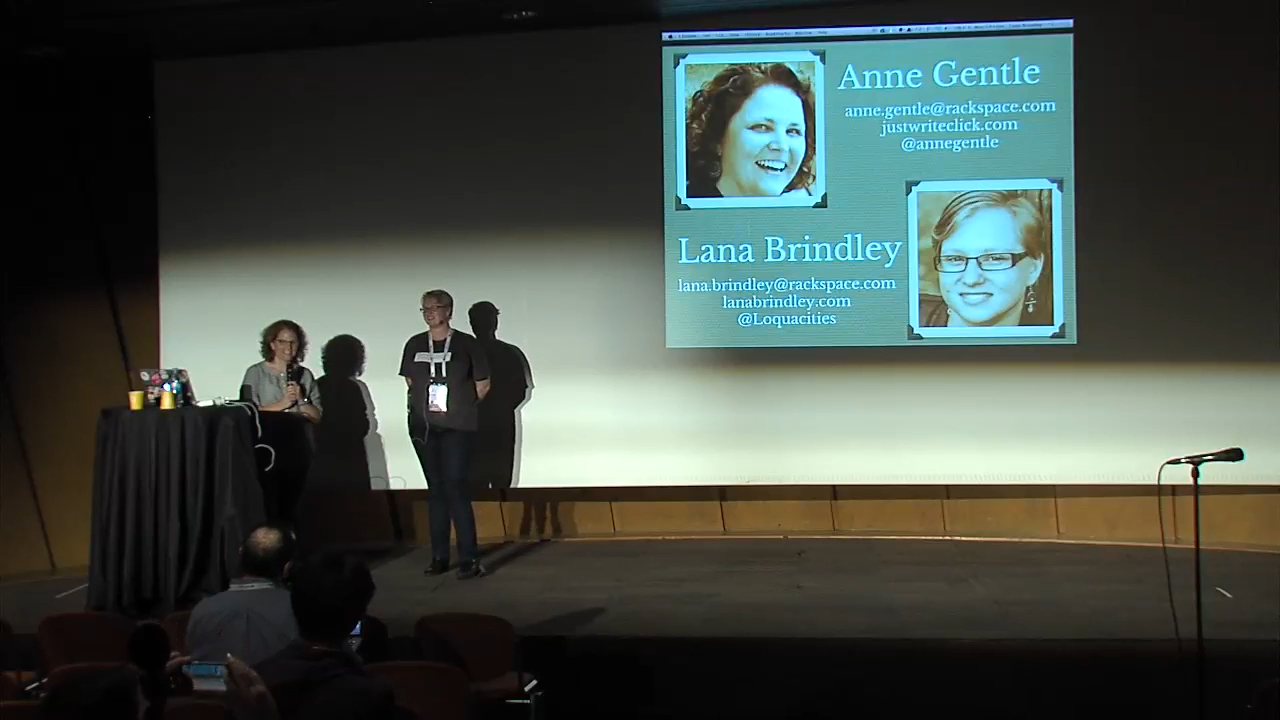 Anne Gentle
anne.gentle@rackspace.com
justwriteclick.com
@annegentle
Lana Brindley
lana.brindley@rackspace.com
lanabrindley.com
@Loquacities